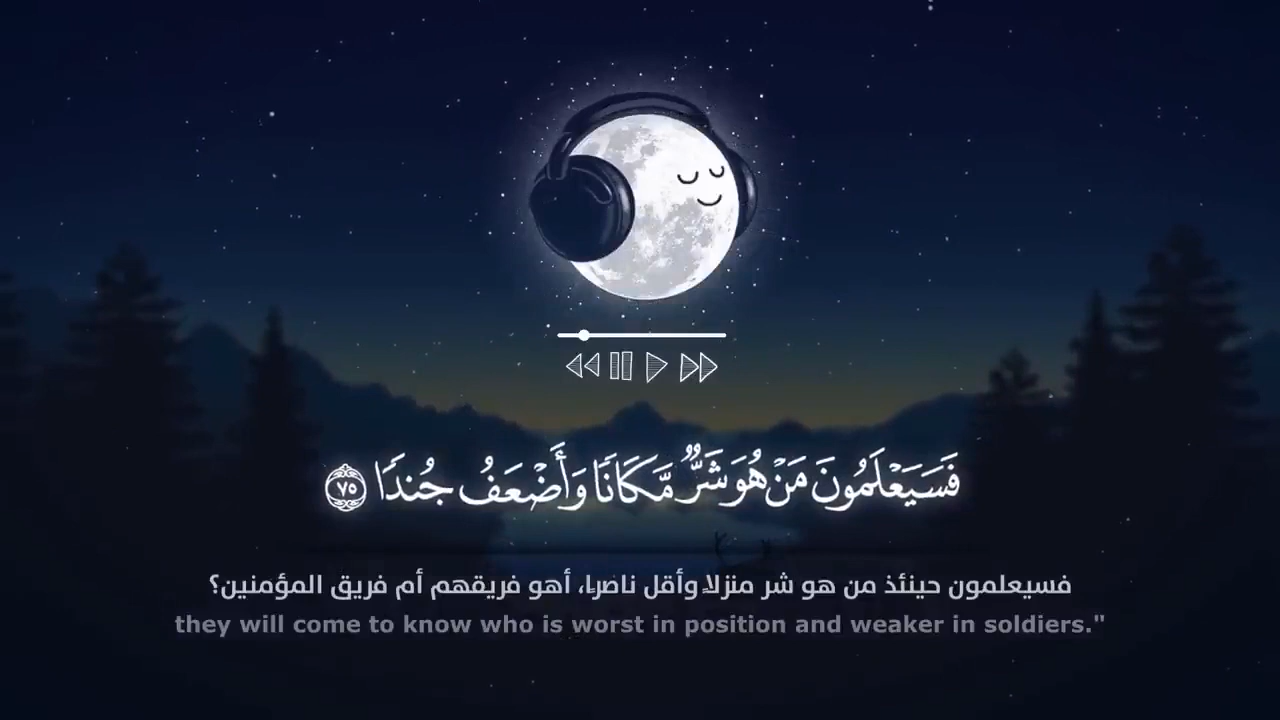 فَسَيَعْلَمُونَ مَنْ هُوَ شَرٌّ مَّكَانًا وَأَضْعَفُ جُندًا ٧٥
فسيعلمون حينئذ من هو شر منزلاً وأقل ناصراً، أهو فريقهم أم فريق المؤمنين؟
they will come to know who is worst in position and weaker in soldiers."